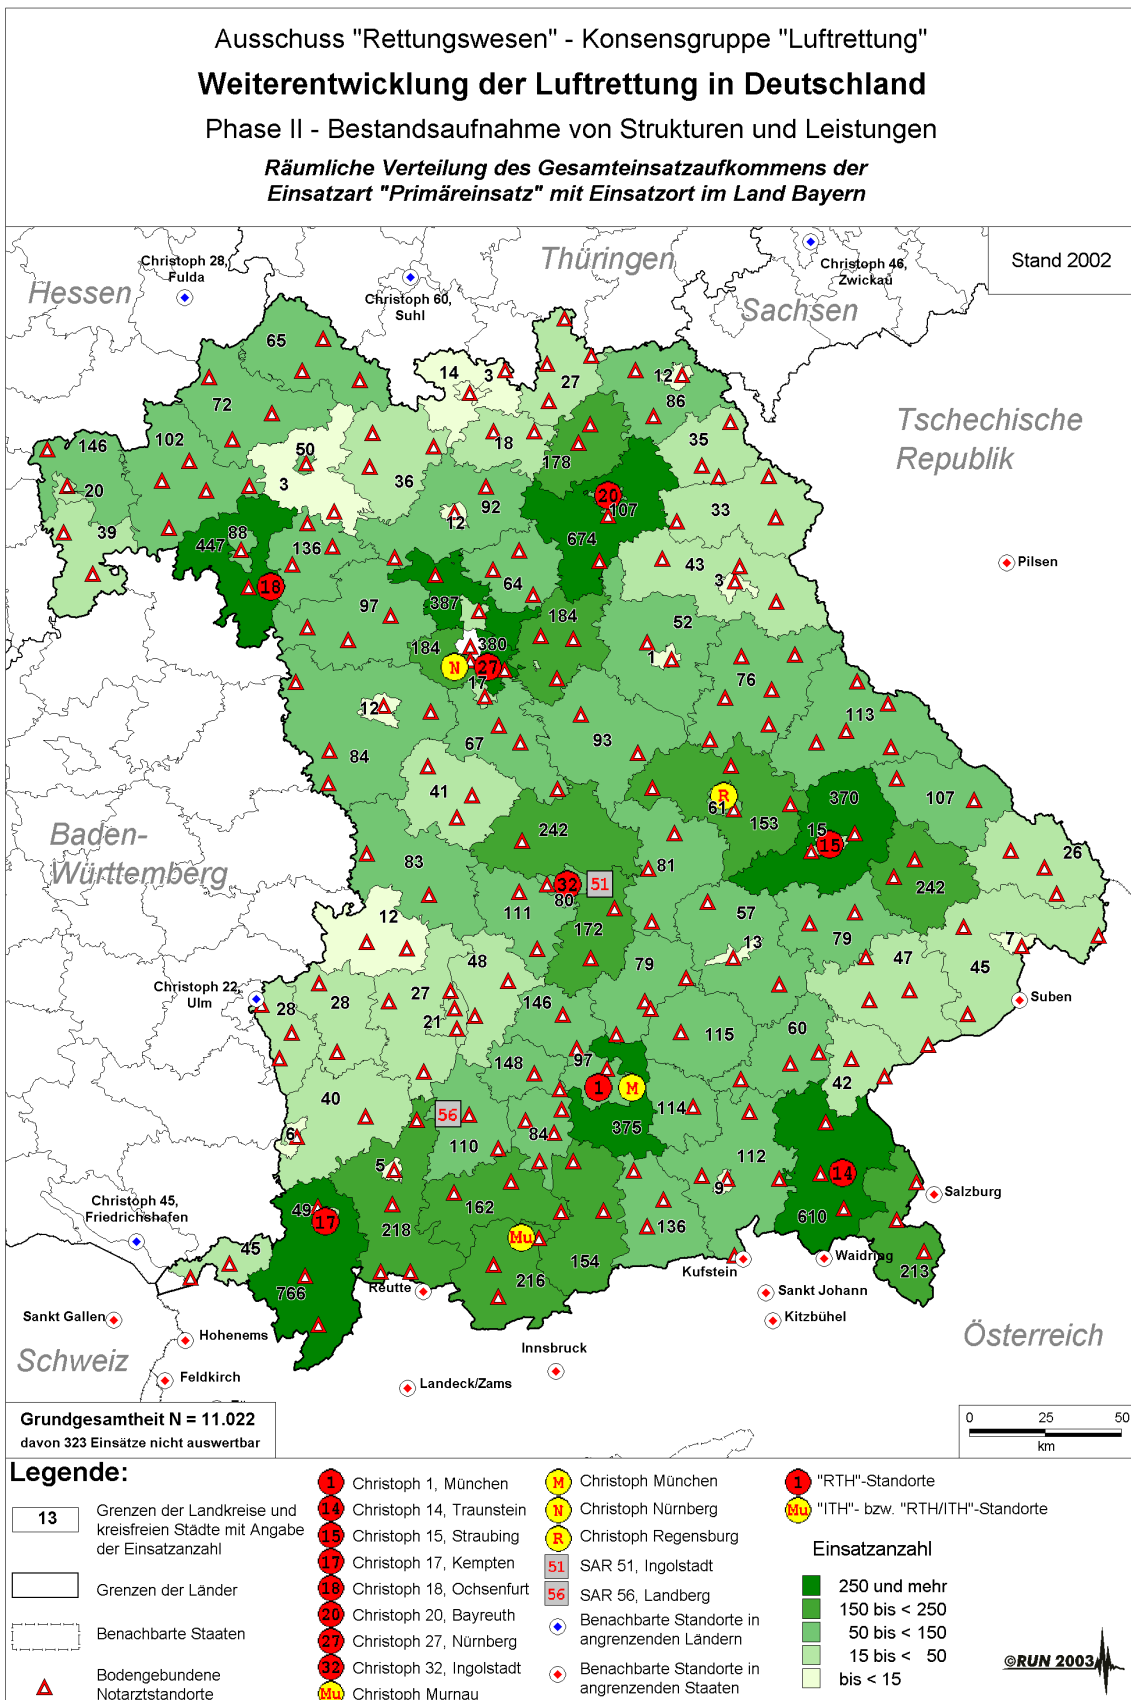 Ausschuss "Rettungswesen" - Konsensgruppe "Luftrettung"
Weiterentwicklung der Luftrettung in Deutschland
Phase II - Bestandsaufnahme von Strukturen und Leistungen
Räumliche Verteilung des Gesamteinsatzaufkommens der
Einsatzart "Primäreinsatz" mit Einsatzort im Land Bayern
Stand 2002
Hessen
Thüringen
Sachsen
Tschechische
Republik
Baden-
Württemberg
Schweiz
Österreich
Christoph 28,
Fulda
Christoph 60,
Suhl
Christoph 46,
Zwickau
Christoph 22,
Ulm
Christoph 45,
Friedrichshafen
Pilsen
Suben
Salzburg
Waidring
Kufstein
Sankt Johann
Kitzbühel
Reutte
Innsbruck
Landeck/Zams
Sankt Gallen
Hohenems
Feldkirch
65
14
3
27
12
86
72
146
102
50
18
178
35
20
3
36
92
12
20
107
33
39
447
88
136
674
43
3
18
97
387
64
184
52
184
380
N
27
17
1
76
12
67
93
113
84
41
R
61
153
370
107
15
15
242
83
81
26
32
51
111
80
242
12
172
57
13
79
7
48
79
47
45
28
28
27
21
146
115
60
148
97
1
M
42
40
56
114
375
6
110
84
112
5
14
9
49
17
162
610
218
136
45
Mu
154
213
766
216
Grundgesamtheit N = 11.022
davon 323 Einsätze nicht auswertbar
0 25 50
km
Legende:
13
Grenzen der Landkreise und
kreisfreien Städte mit Angabe
der Einsatzanzahl
Grenzen der Länder
Benachbarte Staaten
Bodengebundene
Notarztstandorte
1 Christoph 1, München
14 Christoph 14, Traunstein
15 Christoph 15, Straubing
17 Christoph 17, Kempten
18 Christoph 18, Ochsenfurt
20 Christoph 20, Bayreuth
27 Christoph 27, Nürnberg
32 Christoph 32, Ingolstadt
Mu Christoph Murnau
M Christoph München
N Christoph Nürnberg
R Christoph Regensburg
51 SAR 51, Ingolstadt
56 SAR 56, Landberg
Benachbarte Standorte in
angrenzenden Ländern
Benachbarte Standorte in
angrenzenden Staaten
1 "RTH"-Standorte
Mu "ITH"- bzw. "RTH/ITH"-Standorte
Einsatzanzahl
250 und mehr
150 bis < 250
50 bis < 150
15 bis < 50
bis < 15
©RUN 2003